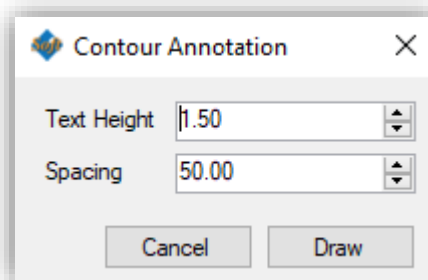 Contour Annotation
Text Height 1.50
Spacing 50.00
Cancel Draw